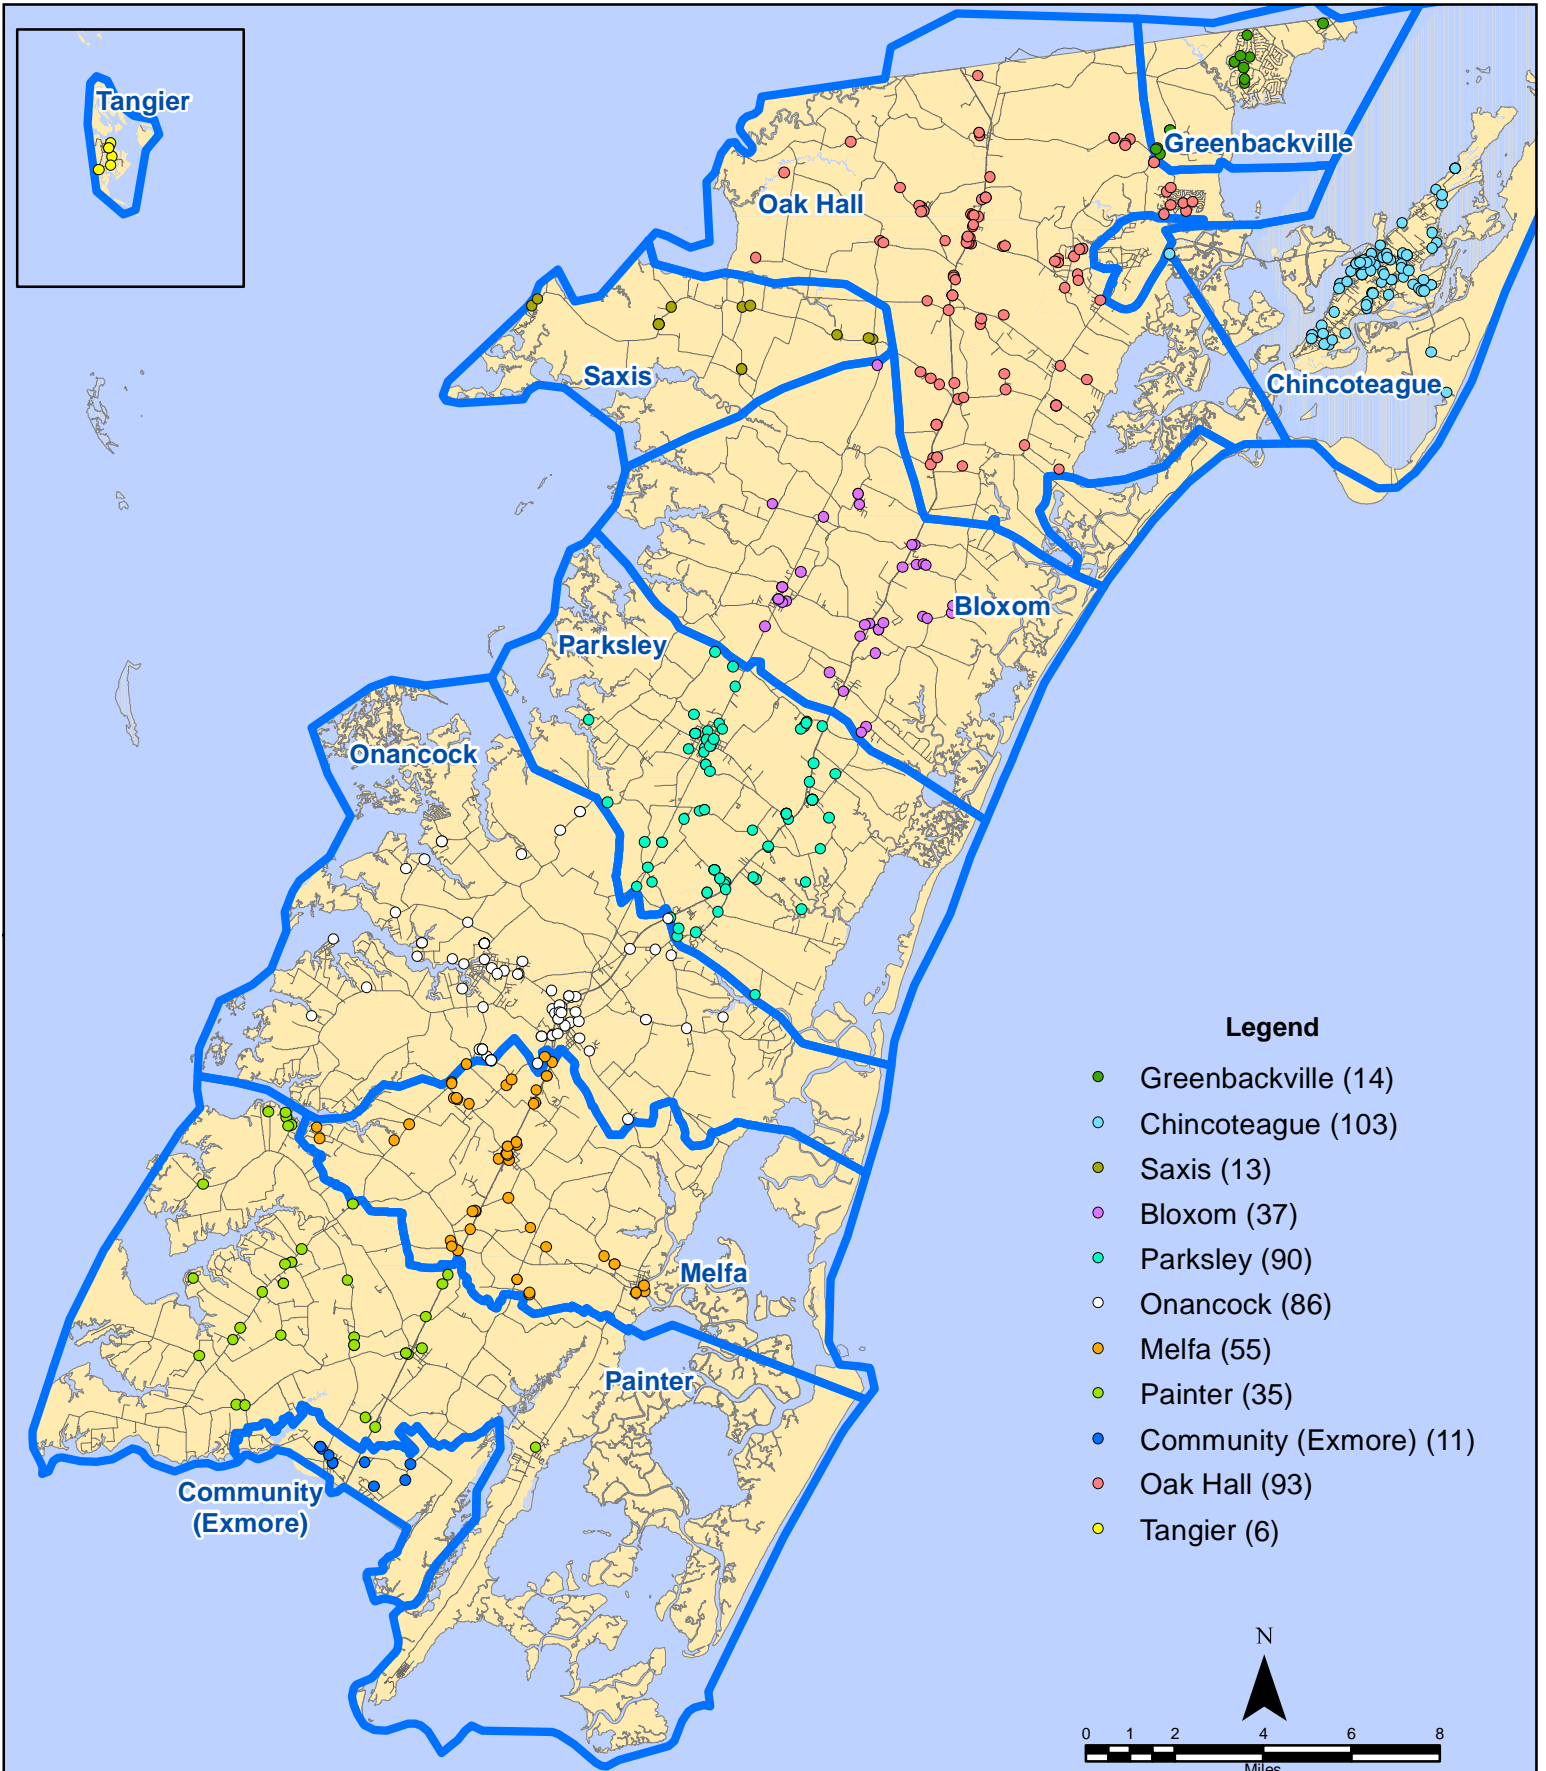 Tangier
Greenbackville
Oak Hall
Saxis
Chincoteague
Bloxom
Parksley
Onancock
Melfa
Painter
Community
(Exmore)
Legend
Greenbackville (14)
Chincoteague (103)
Saxis (13)
Bloxom (37)
Parksley (90)
Onancock (86)
Melfa (55)
Painter (35)
Community (Exmore) (11)
Oak Hall (93)
Tangier (6)
N
0 1 2 4 6 8
Miles